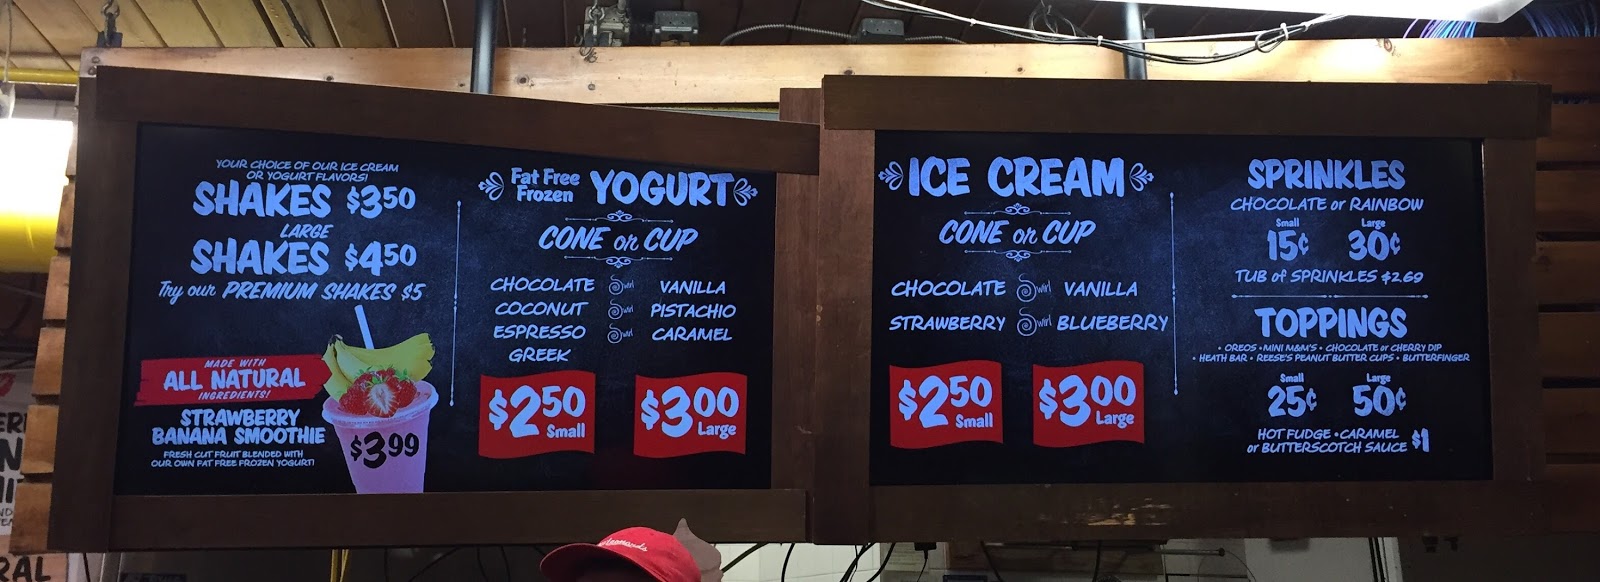 YOUR CHOICE OF OUR ICE CREAM
OR YOGURT FLAVORS!
SHAKES $3.50
LARGE
SHAKES $4.50
Try our PREMIUM SHAKES $5
MADE WITH
ALL NATURAL
INGREDIENTS!
STRAWBERRY
BANANA SMOOTHIE
FRESH CUT FRUIT BLENDED WITH
OUR OWN FAT FREE FROZEN YOGURT!
$3.99
Fat Free
Frozen YOGURT
CONE or CUP
CHOCOLATE Swirl VANILLA
COCONUT Swirl PISTACHIO
ESPRESSO Swirl CARAMEL
GREEK
$2.50 Small
$3.00 Large
ICE CREAM
CONE or CUP
CHOCOLATE Swirl VANILLA
STRAWBERRY Swirl BLUEBERRY
$2.50 Small
$3.00 Large
SPRINKLES
CHOCOLATE or RAINBOW
Small Large
15¢ 30¢
TUB of SPRINKLES $2.69
TOPPINGS
• OREOS • MINI M&M'S • CHOCOLATE or CHERRY DIP
• HEATH BAR • REESE'S PEANUT BUTTER CUPS • BUTTERFINGER
Small Large
25¢ 50¢
HOT FUDGE • CARAMEL
or BUTTERSCOTCH SAUCE $1